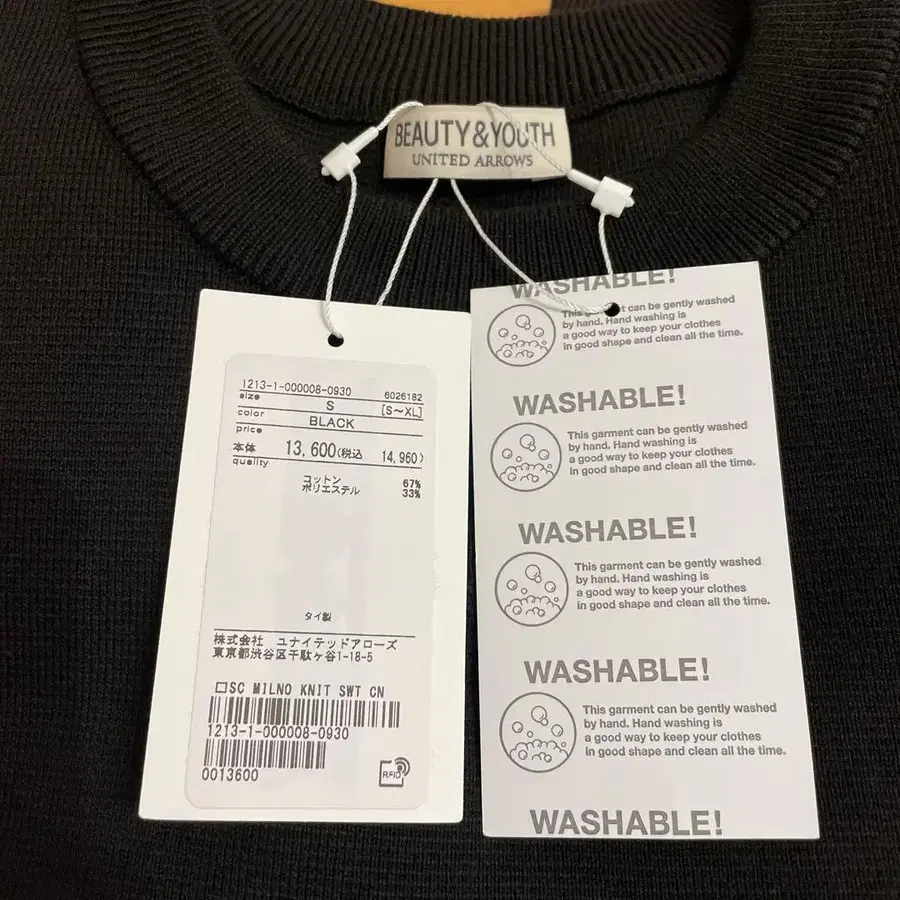 BEAUTY&YOUTH
UNITED ARROWS
1213-1-000008-0930 6026182
size S [S～XL]
color BLACK
price
本体 13,600(税込 14,960)
quality
コットン 67%
ポリエステル 33%
タイ製
株式会社 ユナイテッドアローズ
東京都渋谷区千駄ヶ谷1-18-5
□SC MILNO KNIT SWT CN
1213-1-000008-0930
0013600
RFID
WASHABLE!
This garment can be gently washed
by hand. Hand washing is
a good way to keep your clothes
in good shape and clean all the time.
WASHABLE!
This garment can be gently washed
by hand. Hand washing is
a good way to keep your clothes
in good shape and clean all the time.
WASHABLE!
This garment can be gently washed
by hand. Hand washing is
a good way to keep your clothes
in good shape and clean all the time.
WASHABLE!
This garment can be gently washed
by hand. Hand washing is
a good way to keep your clothes
in good shape and clean all the time.
WASHABLE!